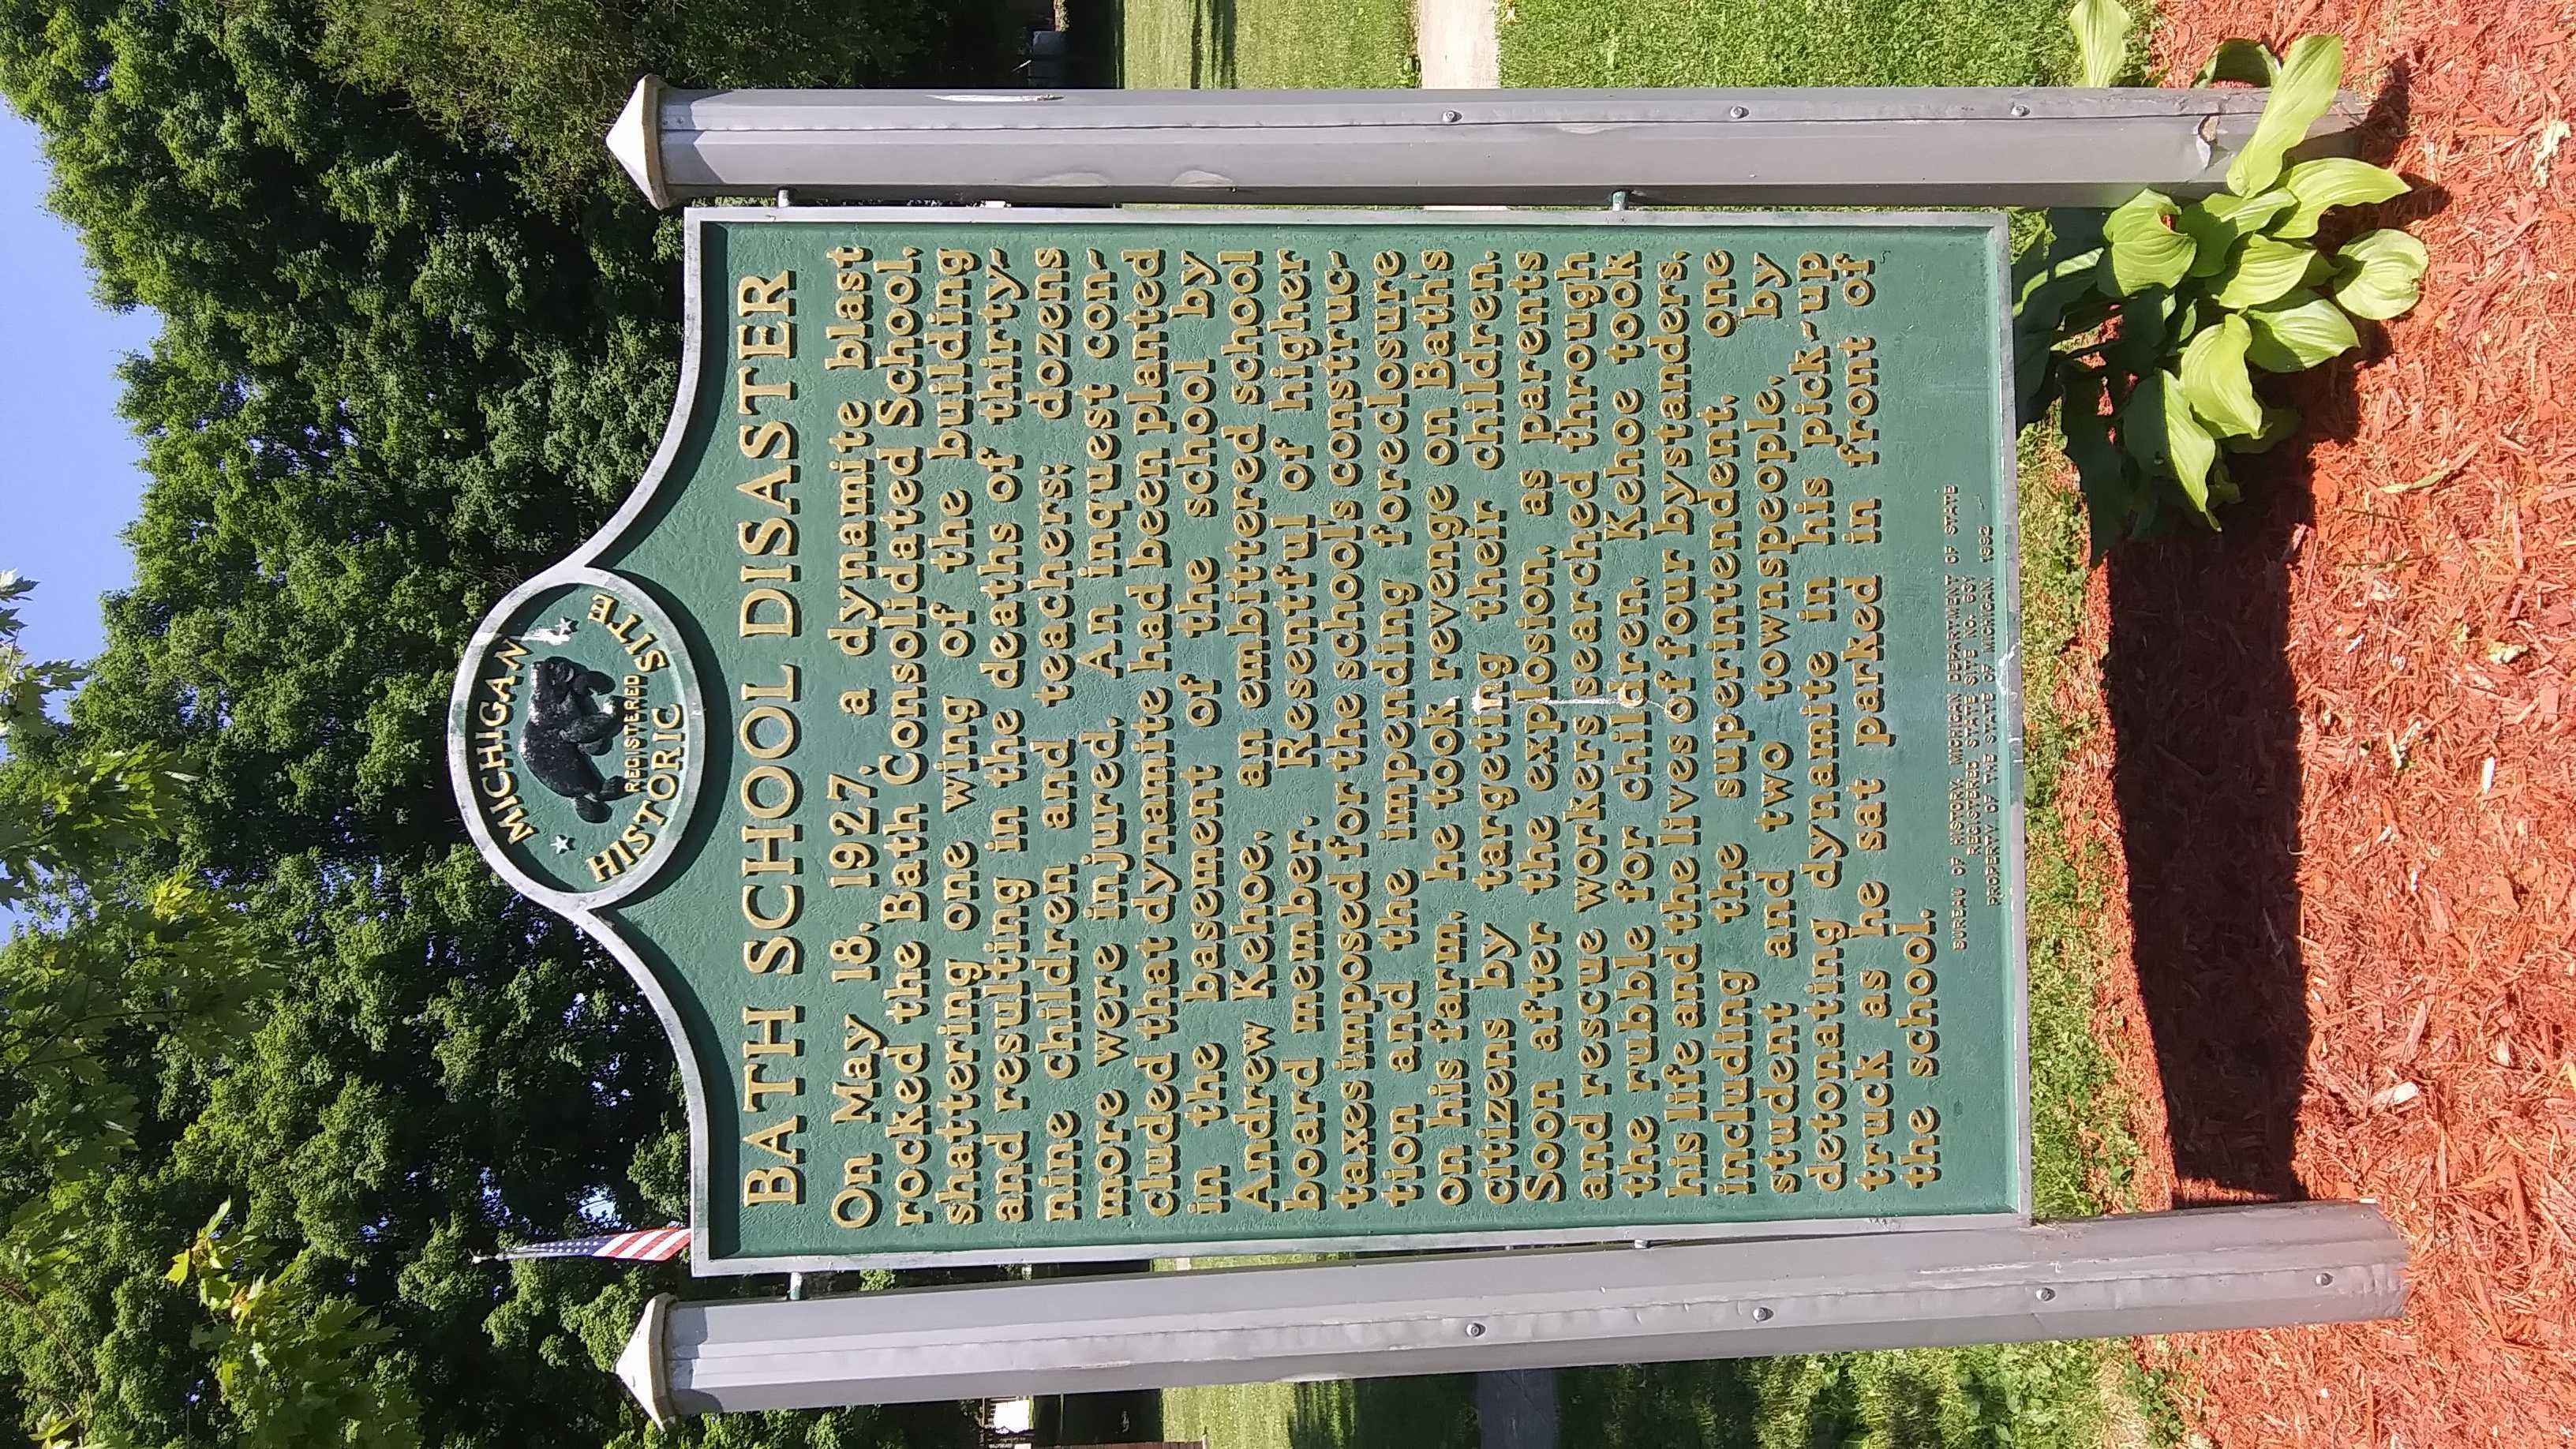 MICHIGAN
REGISTERED
HISTORIC SITE
BATH SCHOOL DISASTER
On May 18, 1927, a dynamite blast
rocked the Bath Consolidated School,
shattering one wing of the building
and resulting in the deaths of thirty-
nine children and teachers; dozens
more were injured. An inquest con-
cluded that dynamite had been planted
in the basement of the school by
Andrew Kehoe, an embittered school
board member. Resentful of higher
taxes imposed for the school's construc-
tion and the impending foreclosure
on his farm, he took revenge on Bath's
citizens by targeting their children.
Soon after the explosion, as parents
and rescue workers searched through
the rubble for children, Kehoe took
his life and the lives of four bystanders,
including the superintendent, one
student and two townspeople, by
detonating dynamite in his pick-up
truck as he sat parked in front of
the school.
BUREAU OF HISTORY, MICHIGAN DEPARTMENT OF STATE
REGISTERED STATE SITE NO. 661
PROPERTY OF THE STATE OF MICHIGAN, 1992